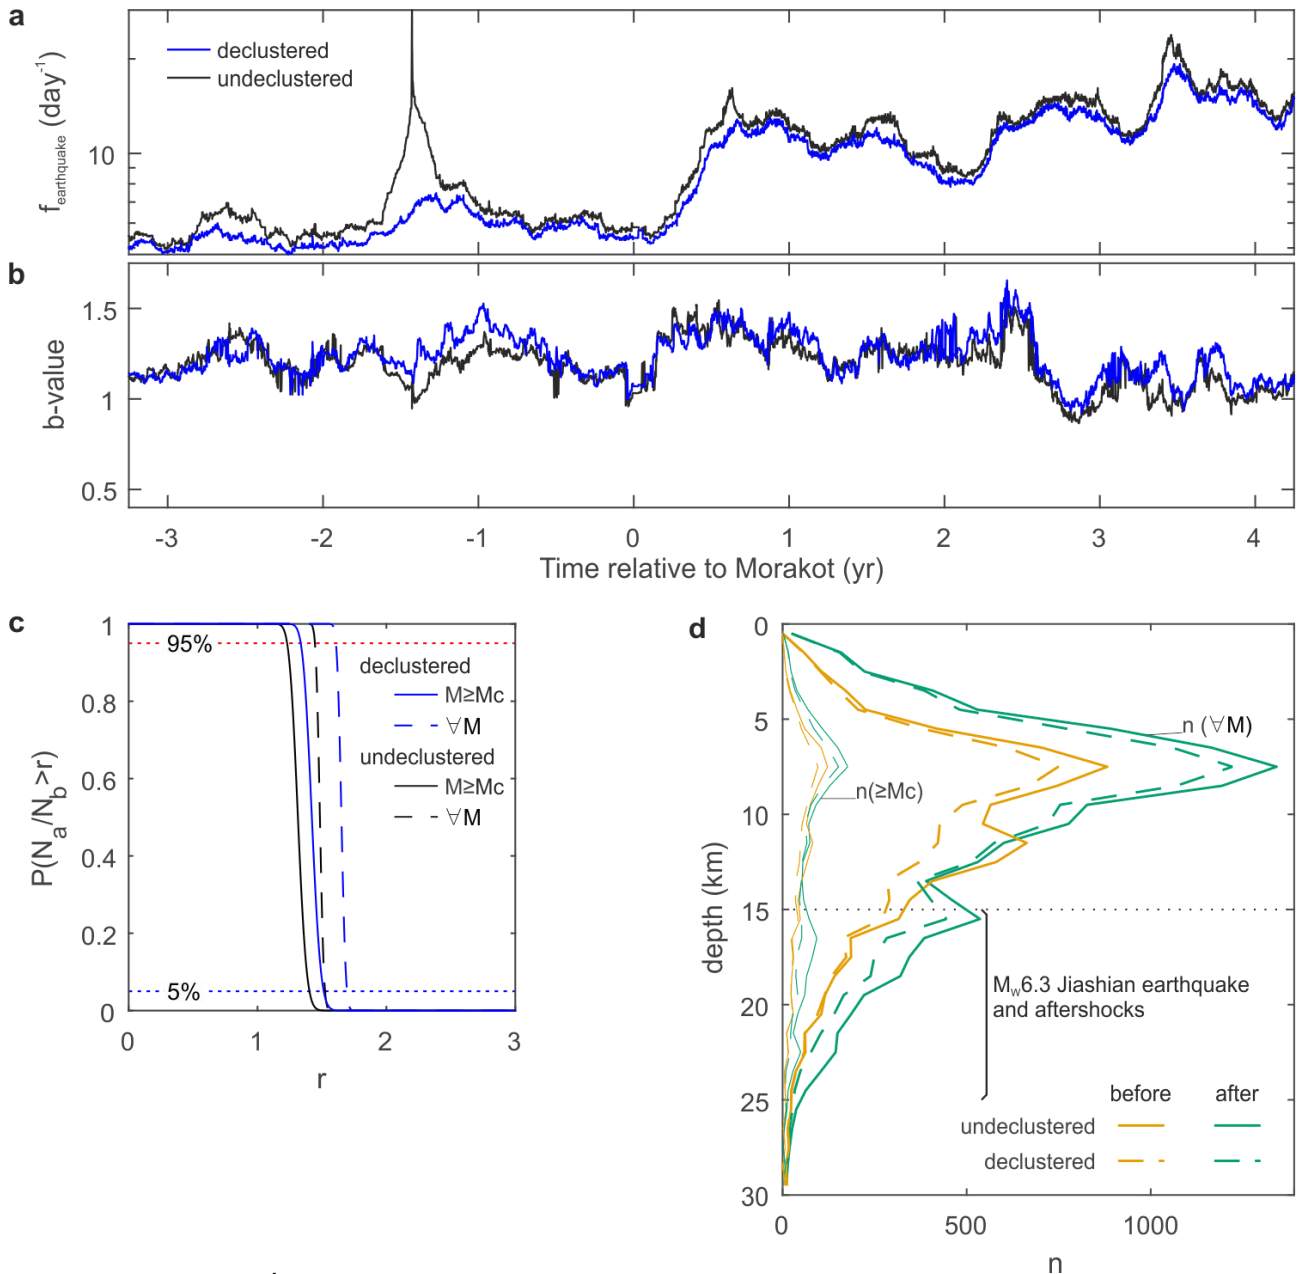 a
declustered
undeclustered
f_earthquake (day⁻¹)
10
b
1.5
1
0.5
b-value
-3 -2 -1 0 1 2 3 4
Time relative to Morakot (yr)
c
1
0.8
0.6
0.4
0.2
0
P(N_a/N_b>r)
95%
declustered
M≥Mc
∀M
undeclustered
M≥Mc
∀M
5%
0 1 2 3
r
d
0
5
10
15
20
25
30
depth (km)
n (∀M)
n(≥Mc)
M_w6.3 Jiashian earthquake
and aftershocks
before after
undeclustered
declustered
0 500 1000
n